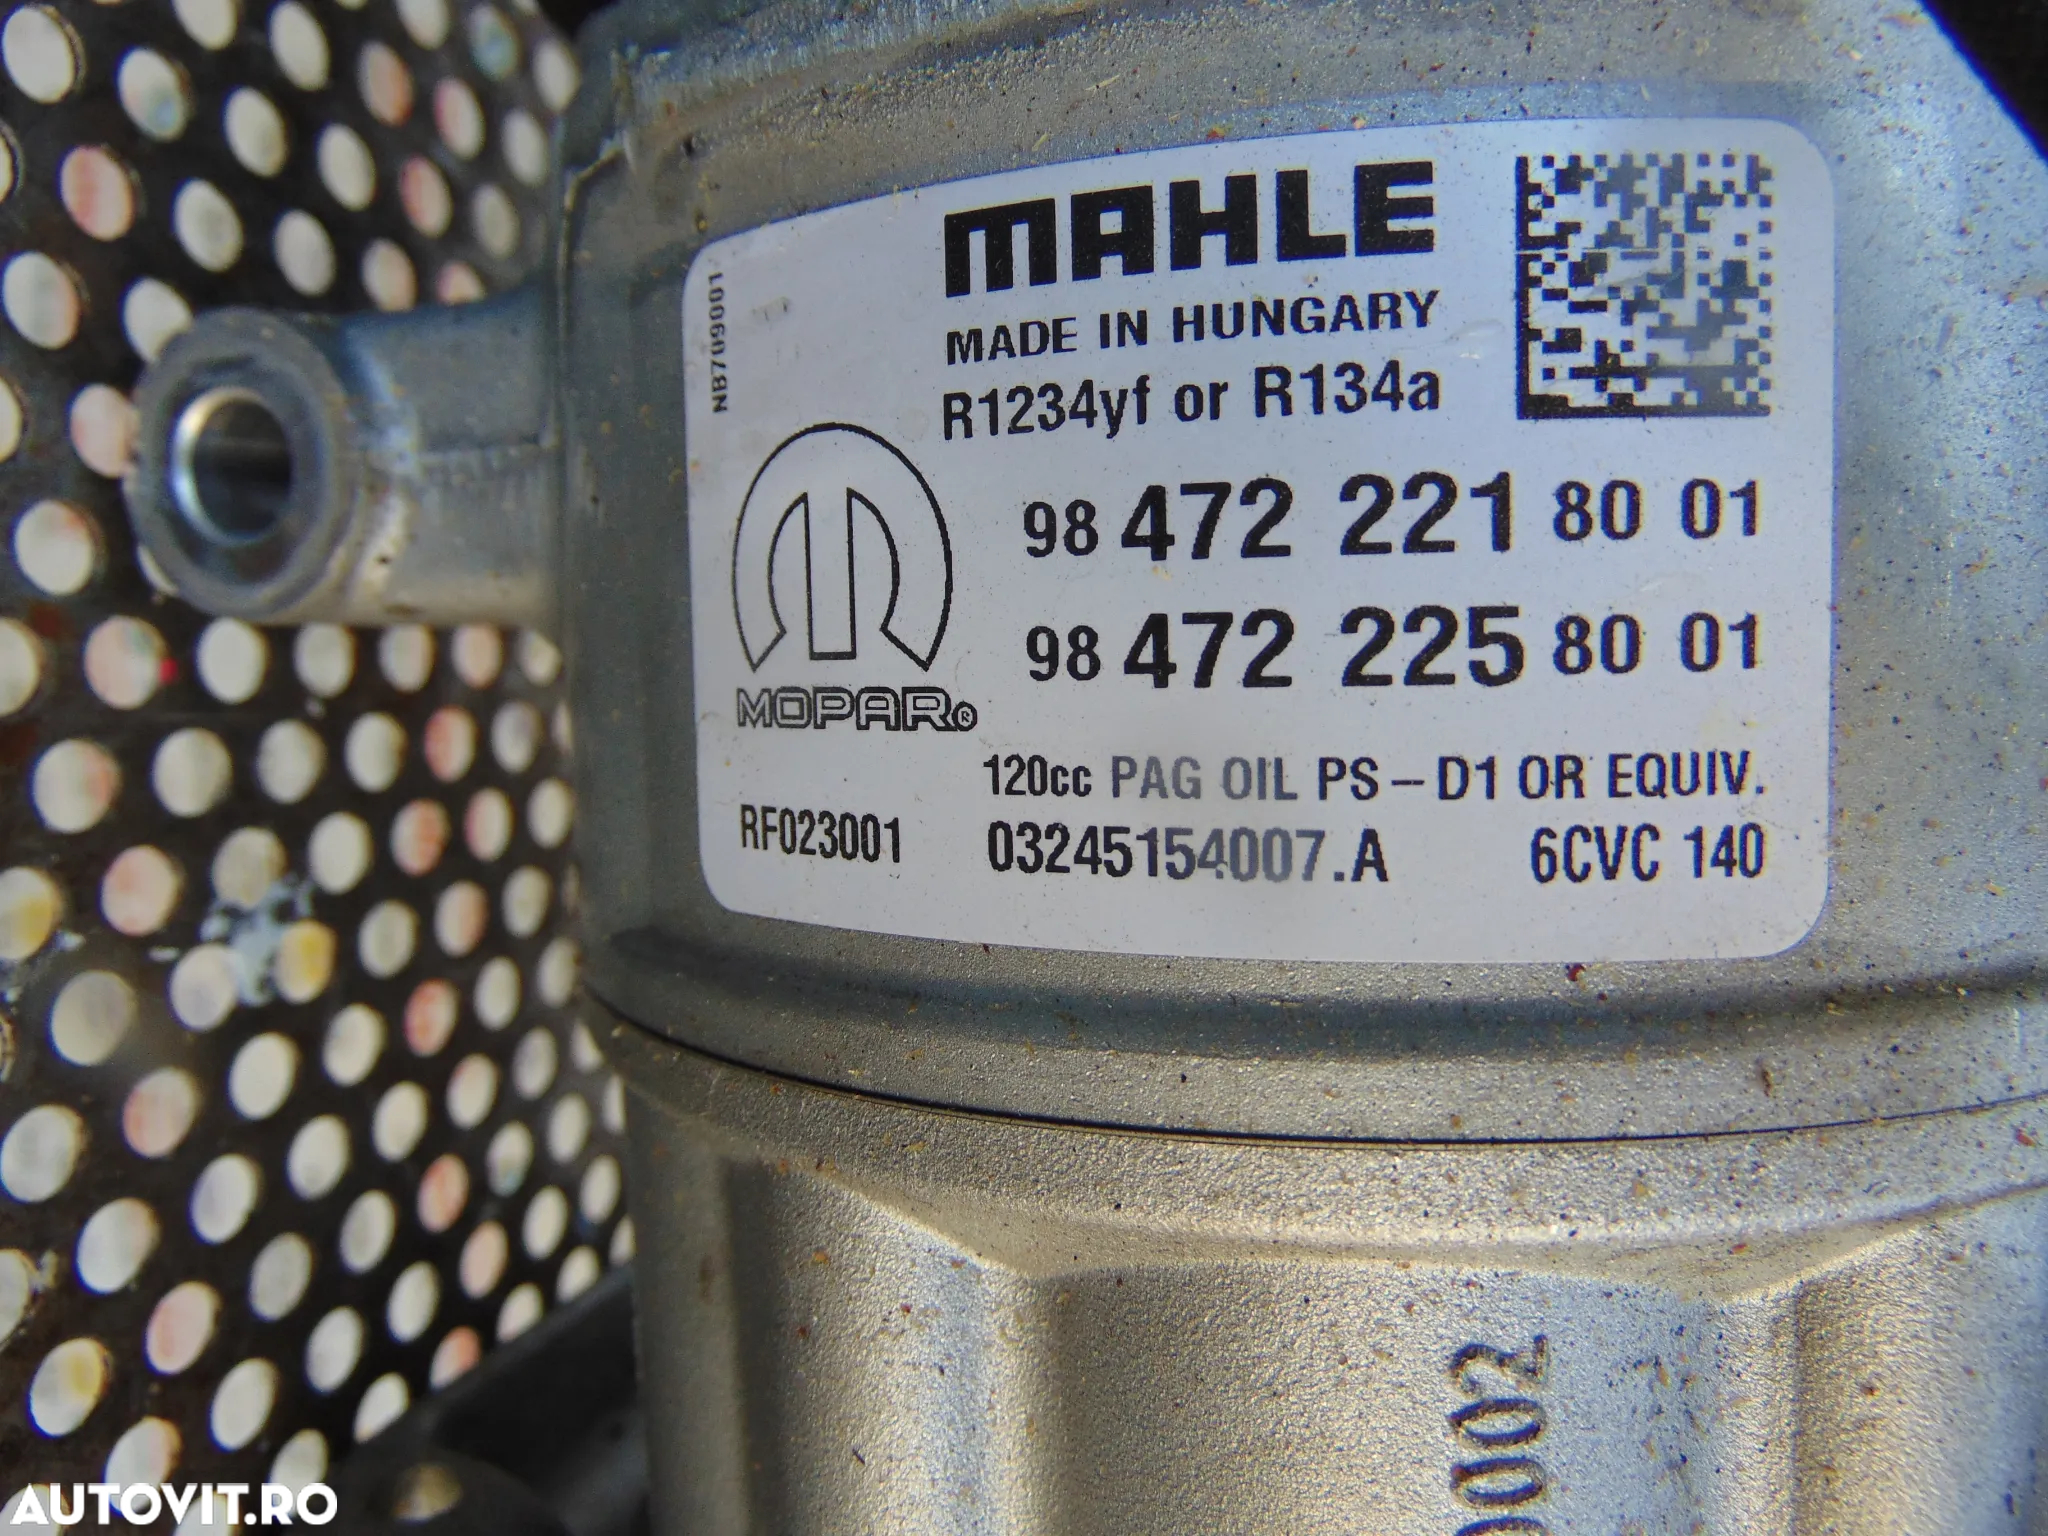 MAHLE
MADE IN HUNGARY
R1234yf or R134a
NB709001
98 472 221 80 01
98 472 225 80 01
MOPAR®
120cc PAG OIL PS-D1 OR EQUIV.
RF023001 03245154007.A 6CVC 140
0002
AUTOVIT.RO